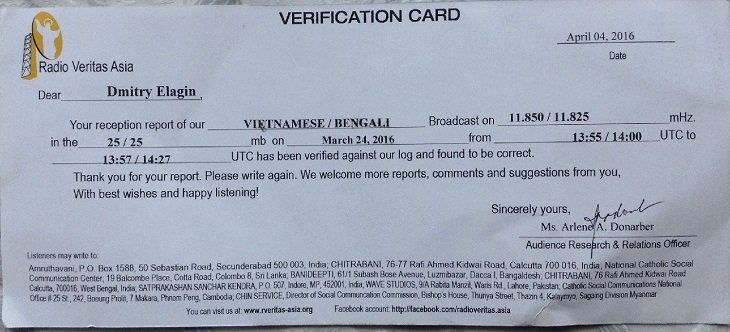 VERIFICATION CARD
April 04, 2016
Date
Radio Veritas Asia
Dear Dmitry Elagin,
Your reception report of our VIETNAMESE / BENGALI Broadcast on 11.850 / 11.825 mHz.
in the 25 / 25 mb on March 24, 2016 from 13:55 / 14:00 UTC to
13:57 / 14:27 UTC has been verified against our log and found to be correct.
Thank you for your report. Please write again. We welcome more reports, comments and suggestions from you,
With best wishes and happy listening!
Sincerely yours,
Ms. Arlene A. Donarber
Audience Research & Relations Officer
Listeners may write to:
Amruthavani, P.O. Box 1588, 50 Sebastian Road, Secunderabad 500 003, India; CHITRABANI, 76-77 Rafi Ahmed Kidwai Road, Calcutta 700 016, India; National Catholic Social
Communication Center, 19 Balcombe Place, Cotta Road, Colombo 8, Sri Lanka; BANIDEEPTI, 61/1 Subash Bose Avenue, Luxmibazar, Dacca I, Bangaldesh; CHITRABANI, 76 Rafi Ahmed Kidwai Road
Calcutta, 700016, West Bengal, India, SATPRAKASHAN SANCHAR KENDRA, P.O. 507, Indore, MP, 452001, India; WAVE STUDIOS, 9/A Rabita Manzil, Waris Rd., Lahore, Pakistan; Catholic Social Communications National
Office # 25 St., 242, Boeung Prolit, 7 Makara, Phnom Peng, Cambodia; CHIN SERVICE, Director of Social Communcation Commission, Bishop's House, Thunya Street, Thazin 4, Kalaymyo, Sagaing Division Myanmar
You can visit us at: www.rveritas-asia.org Facebook account: http://facebook.com/radioveritas.asia